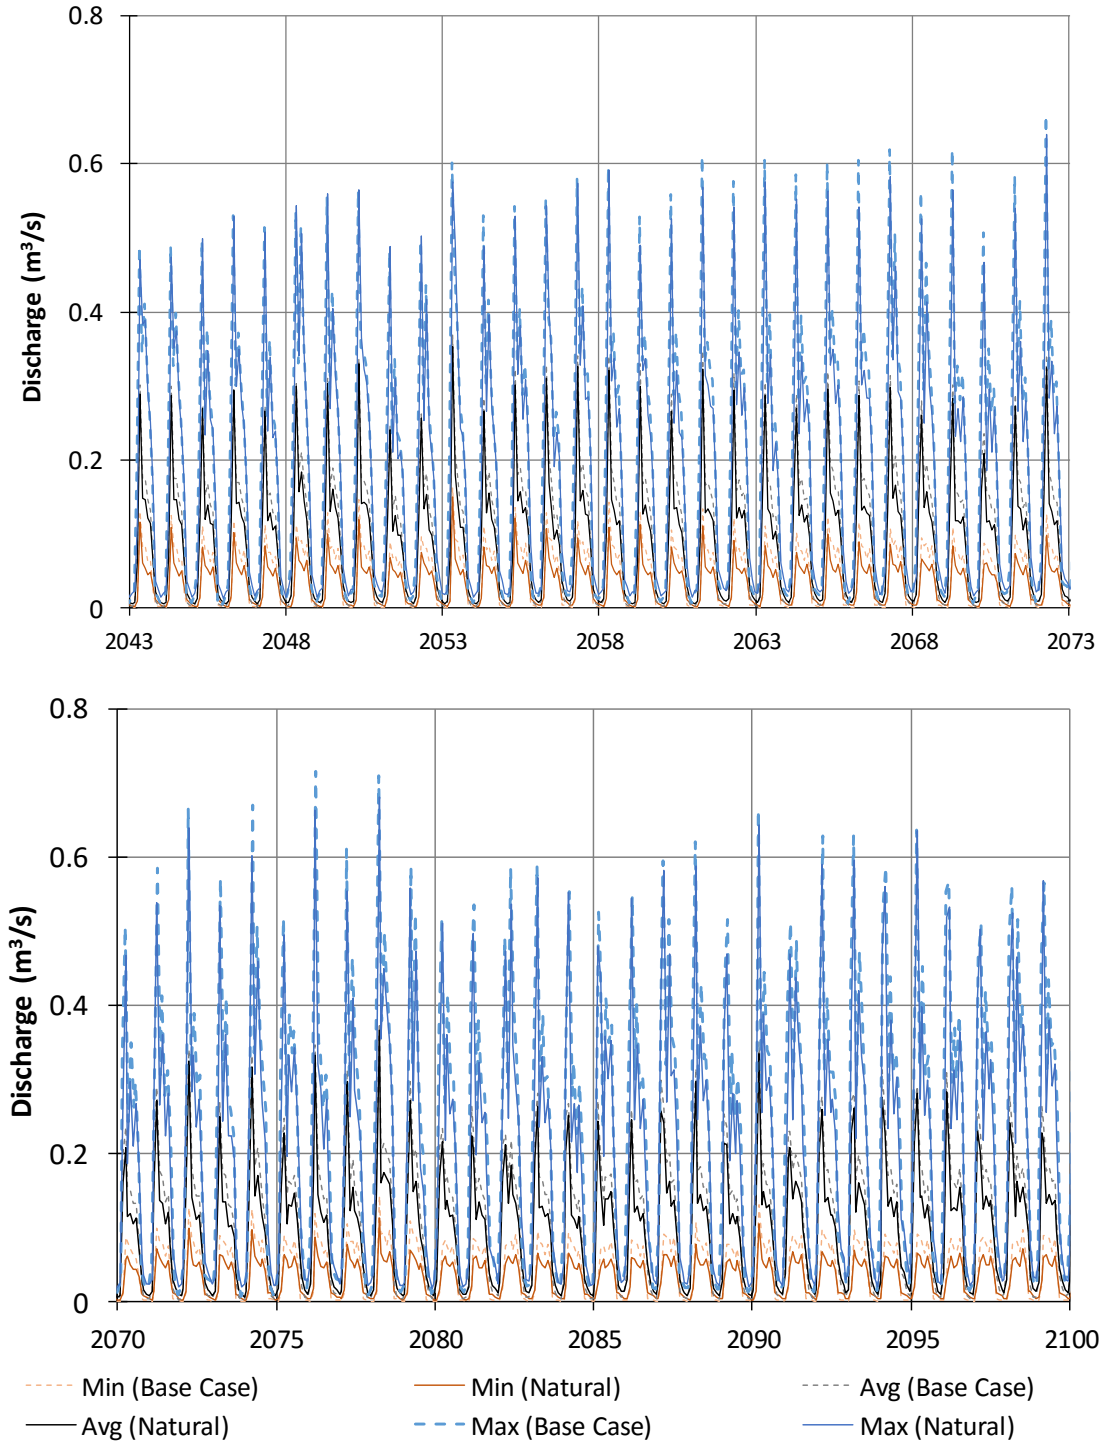 0.8
0.6
0.4
0.2
0
Discharge (m³/s)
2043 2048 2053 2058 2063 2068 2073
0.8
0.6
0.4
0.2
0
Discharge (m³/s)
2070 2075 2080 2085 2090 2095 2100
Min (Base Case) Min (Natural) Avg (Base Case)
Avg (Natural) Max (Base Case) Max (Natural)